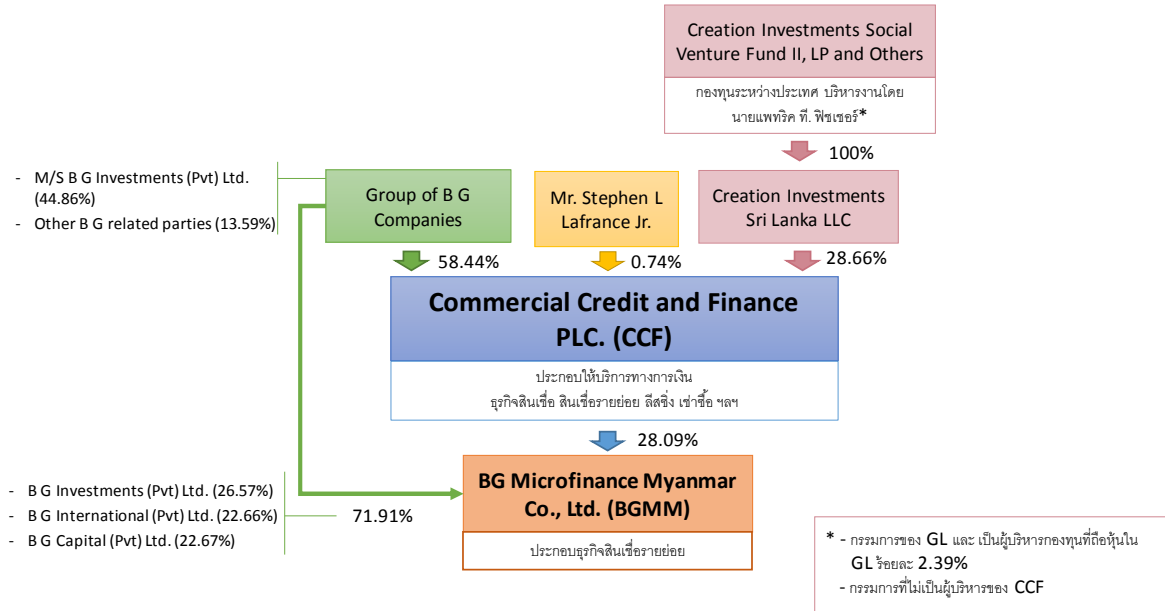 Creation Investments Social
Venture Fund II, LP and Others
กองทุนระหว่างประเทศ บริหารงานโดย
นายแพทริค ที. ฟิชเชอร์*
100%
- M/S B G Investments (Pvt) Ltd.
(44.86%)
- Other B G related parties (13.59%)
Group of B G
Companies
Mr. Stephen L
Lafrance Jr.
Creation Investments
Sri Lanka LLC
58.44%
0.74%
28.66%
Commercial Credit and Finance
PLC. (CCF)
ประกอบให้บริการทางการเงิน
ธุรกิจสินเชื่อ สินเชื่อรายย่อย ลีสซิ่ง เช่าซื้อ ฯลฯ
28.09%
- B G Investments (Pvt) Ltd. (26.57%)
- B G International (Pvt) Ltd. (22.66%)
- B G Capital (Pvt) Ltd. (22.67%)
71.91%
BG Microfinance Myanmar
Co., Ltd. (BGMM)
ประกอบธุรกิจสินเชื่อรายย่อย
* - กรรมการของ GL และ เป็นผู้บริหารกองทุนที่ถือหุ้นใน
GL ร้อยละ 2.39%
- กรรมการที่ไม่เป็นผู้บริหารของ CCF